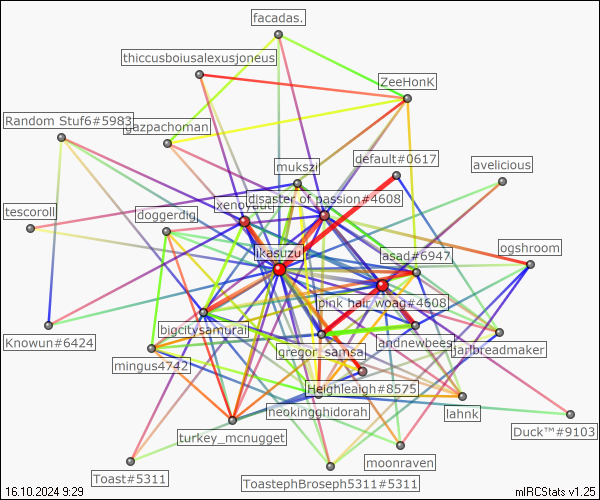 facadas.
thiccusboiusalexusjoneus
ZeeHonK
Random Stuf6#5983
gazpachoman
default#0617
mukszi
avelicious
disaster of passion#4608
tescoroll
doggerdig
ikasuzu
asad#6947
ogshroom
pink_hair_woag#4608
bigcitysamurai
andnewbees
Knowun#6424
gregor_samsa
jarlbreadmaker
mingus4742
Heighleaigh#8575
neokingghidorah
lahnk
turkey_mcnugget
Duck™#9103
moonraven
Toast#5311
ToastephBroseph5311#5311
16.10.2024 9:29
mIRCStats v1.25